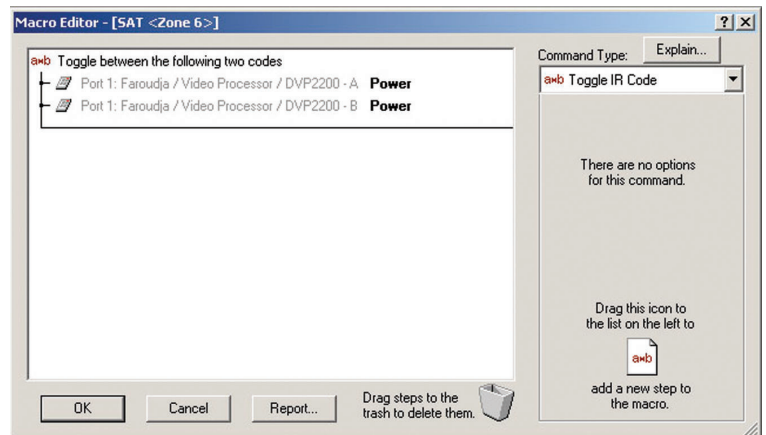 Macro Editor - [SAT <Zone 6>]
a»b Toggle between the following two codes
Port 1: Faroudja / Video Processor / DVP2200 - A Power
Port 1: Faroudja / Video Processor / DVP2200 - B Power
Command Type:
Explain...
a»b Toggle IR Code
There are no options
for this command.
Drag this icon to
the list on the left to
a»b
add a new step to
the macro.
OK
Cancel
Report...
Drag steps to the
trash to delete them.